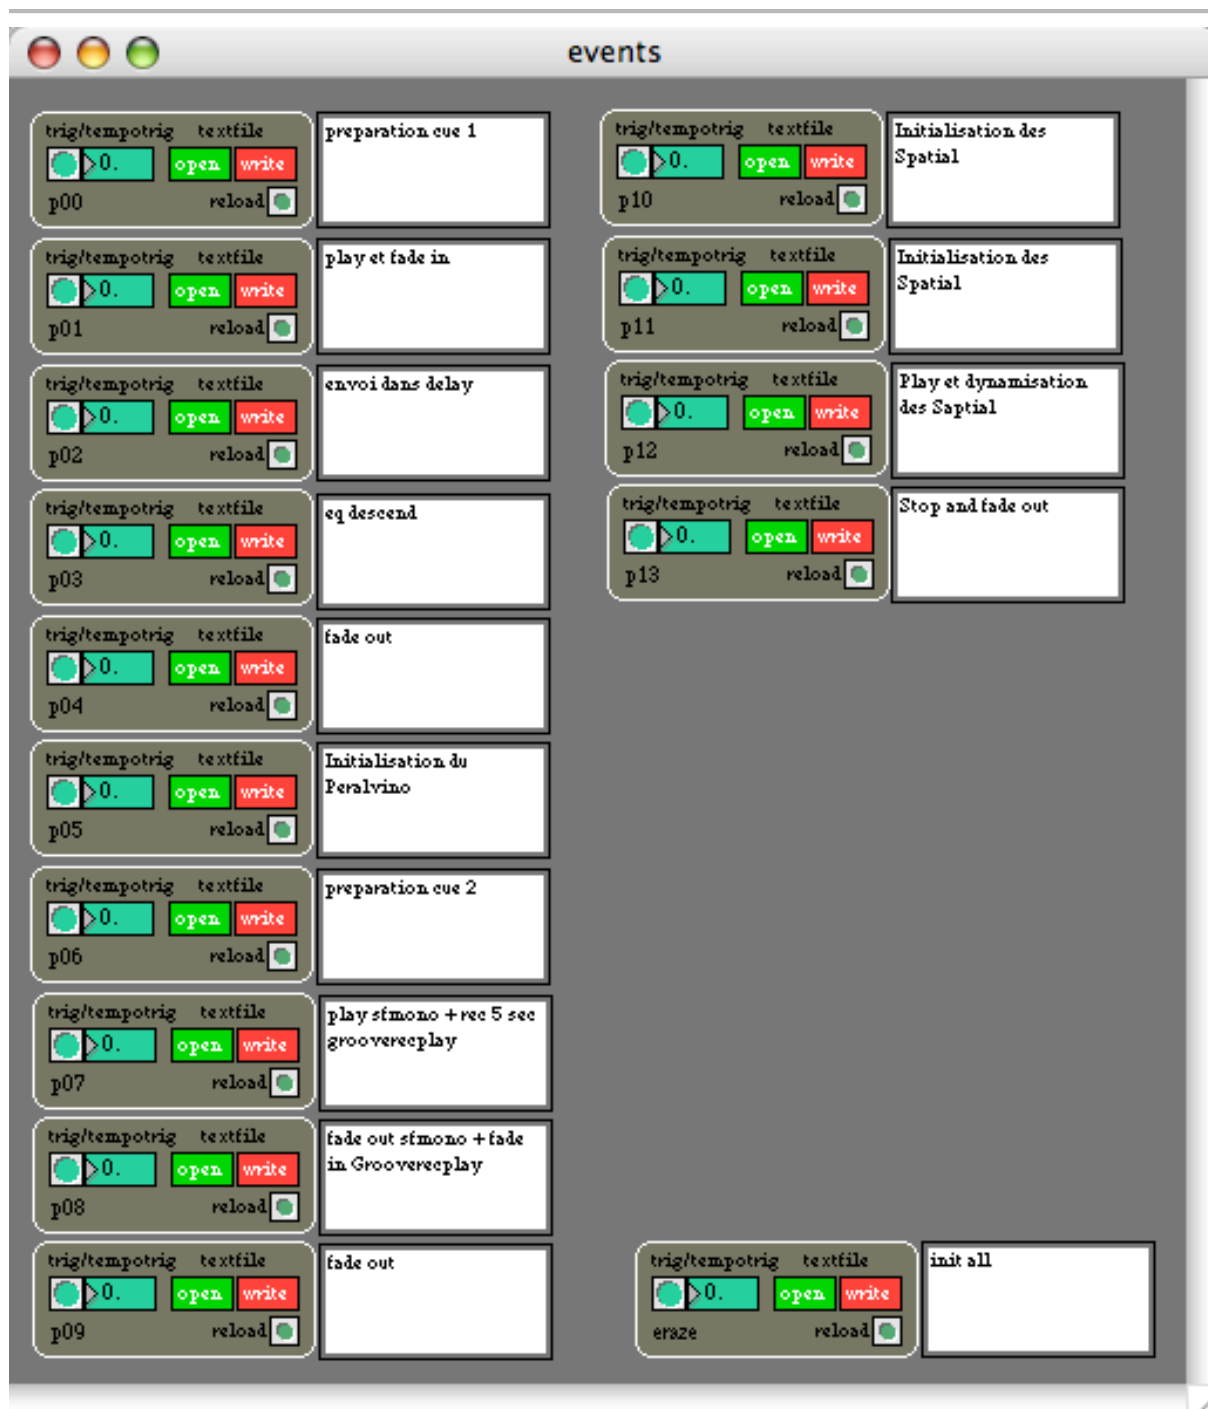 events
trig/tempotrig textfile
0. open write
p00 reload
preparation cue 1
trig/tempotrig textfile
0. open write
p01 reload
play et fade in
trig/tempotrig textfile
0. open write
p02 reload
envoi dans delay
trig/tempotrig textfile
0. open write
p03 reload
eq descend
trig/tempotrig textfile
0. open write
p04 reload
fade out
trig/tempotrig textfile
0. open write
p05 reload
Initialisation du
Peralvino
trig/tempotrig textfile
0. open write
p06 reload
preparation cue 2
trig/tempotrig textfile
0. open write
p07 reload
play sfmono + rec 5 sec
grooverecplay
trig/tempotrig textfile
0. open write
p08 reload
fade out sfmono + fade
in Grooverecplay
trig/tempotrig textfile
0. open write
p09 reload
fade out
trig/tempotrig textfile
0. open write
p10 reload
Initialisation des
Spatial
trig/tempotrig textfile
0. open write
p11 reload
Initialisation des
Spatial
trig/tempotrig textfile
0. open write
p12 reload
Play et dynamisation
des Saptial
trig/tempotrig textfile
0. open write
p13 reload
Stop and fade out
trig/tempotrig textfile
0. open write
eraze reload
init all